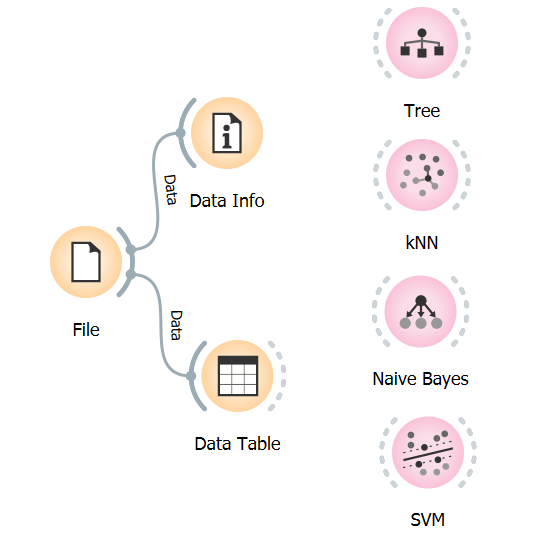 Tree
Data
Data Info
kNN
File
Data
Naive Bayes
Data Table
SVM